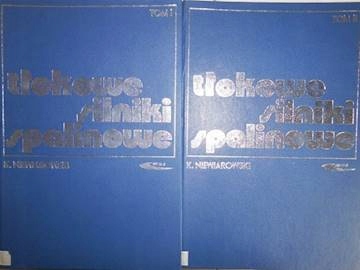 TOM I
tłokowe
silniki
spalinowe
K. NIEWIAROWSKI
TOM II
tłokowe
silniki
spalinowe
K. NIEWIAROWSKI